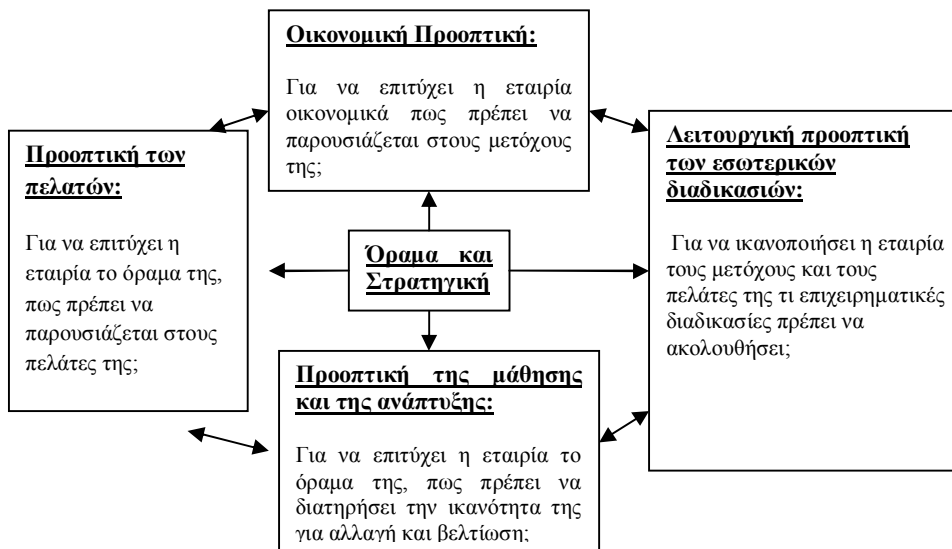 Οικονομική Προοπτική:
Για να επιτύχει η εταιρία
οικονομικά πως πρέπει να
παρουσιάζεται στους μετόχους
της;
Προοπτική των
πελατών:
Για να επιτύχει η
εταιρία το όραμα της,
πως πρέπει να
παρουσιάζεται στους
πελάτες της;
Όραμα και
Στρατηγική
Λειτουργική προοπτική
των εσωτερικών
διαδικασιών:
Για να ικανοποιήσει η εταιρία
τους μετόχους και τους
πελάτες της τι επιχειρηματικές
διαδικασίες πρέπει να
ακολουθήσει;
Προοπτική της μάθησης
και της ανάπτυξης:
Για να επιτύχει η εταιρία το
όραμα της, πως πρέπει να
διατηρήσει την ικανότητα της
για αλλαγή και βελτίωση;